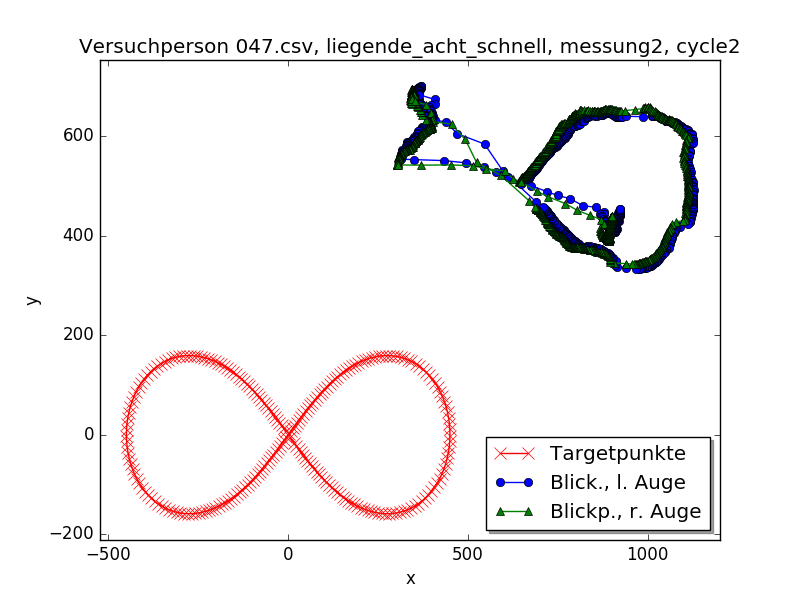 Versuchperson 047.csv, liegende_acht_schnell, messung2, cycle2
600
400
200
0
−200
y
−500
0
500
1000
x
Targetpunkte
Blick., l. Auge
Blickp., r. Auge